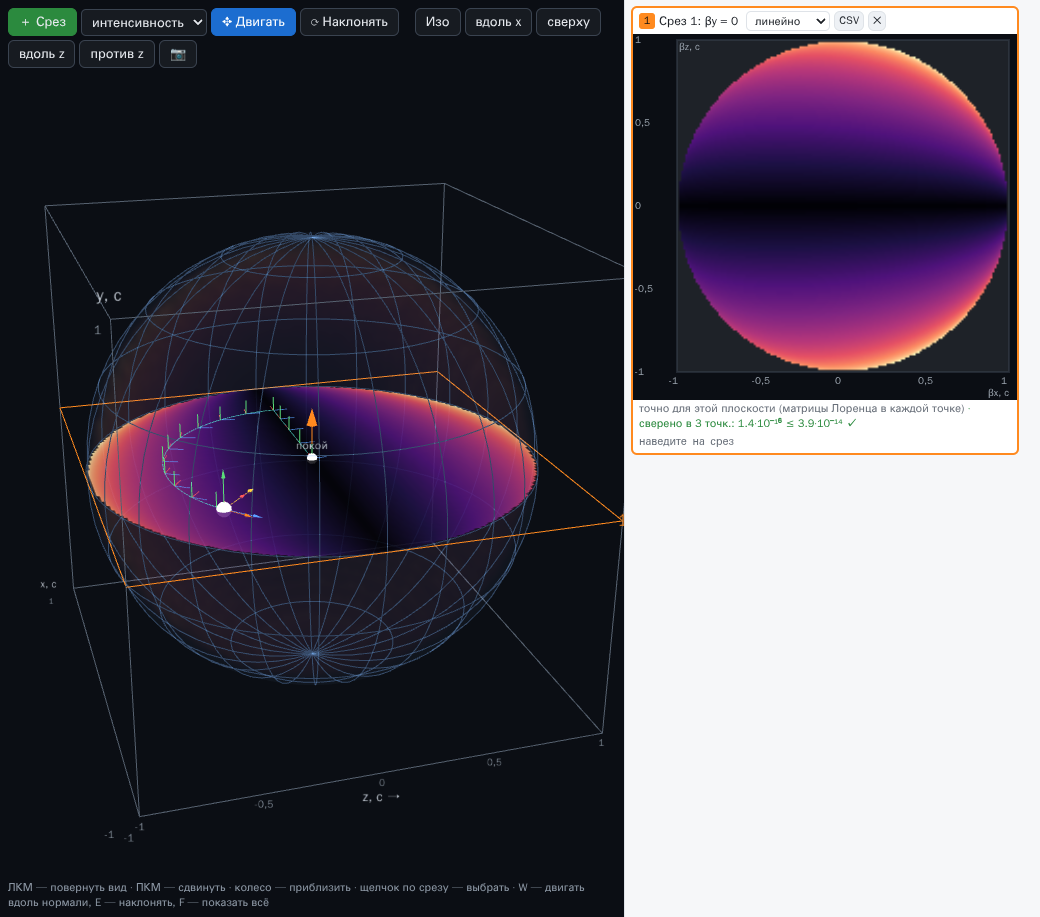 + Срез
интенсивность
✥ Двигать
⟳ Наклонять
Изо
вдоль x
сверху
вдоль z
против z
📷
y, c
1
покой
x, c
1
1
0,5
0
z, c →
-0,5
-1
-1
-1
ЛКМ — повернуть вид · ПКМ — сдвинуть · колесо — приблизить · щелчок по срезу — выбрать · W — двигать
вдоль нормали, E — наклонять, F — показать всё
1 Срез 1: βy = 0 линейно CSV ✕
1
βz, c
0,5
0
-0,5
-1
-1 -0,5 0 0,5 1
βx, c
точно для этой плоскости (матрицы Лоренца в каждой точке) ·
сверено в 3 точк.: 1.4·10⁻¹⁶ ≤ 3.9·10⁻¹⁴ ✓
наведите на срез